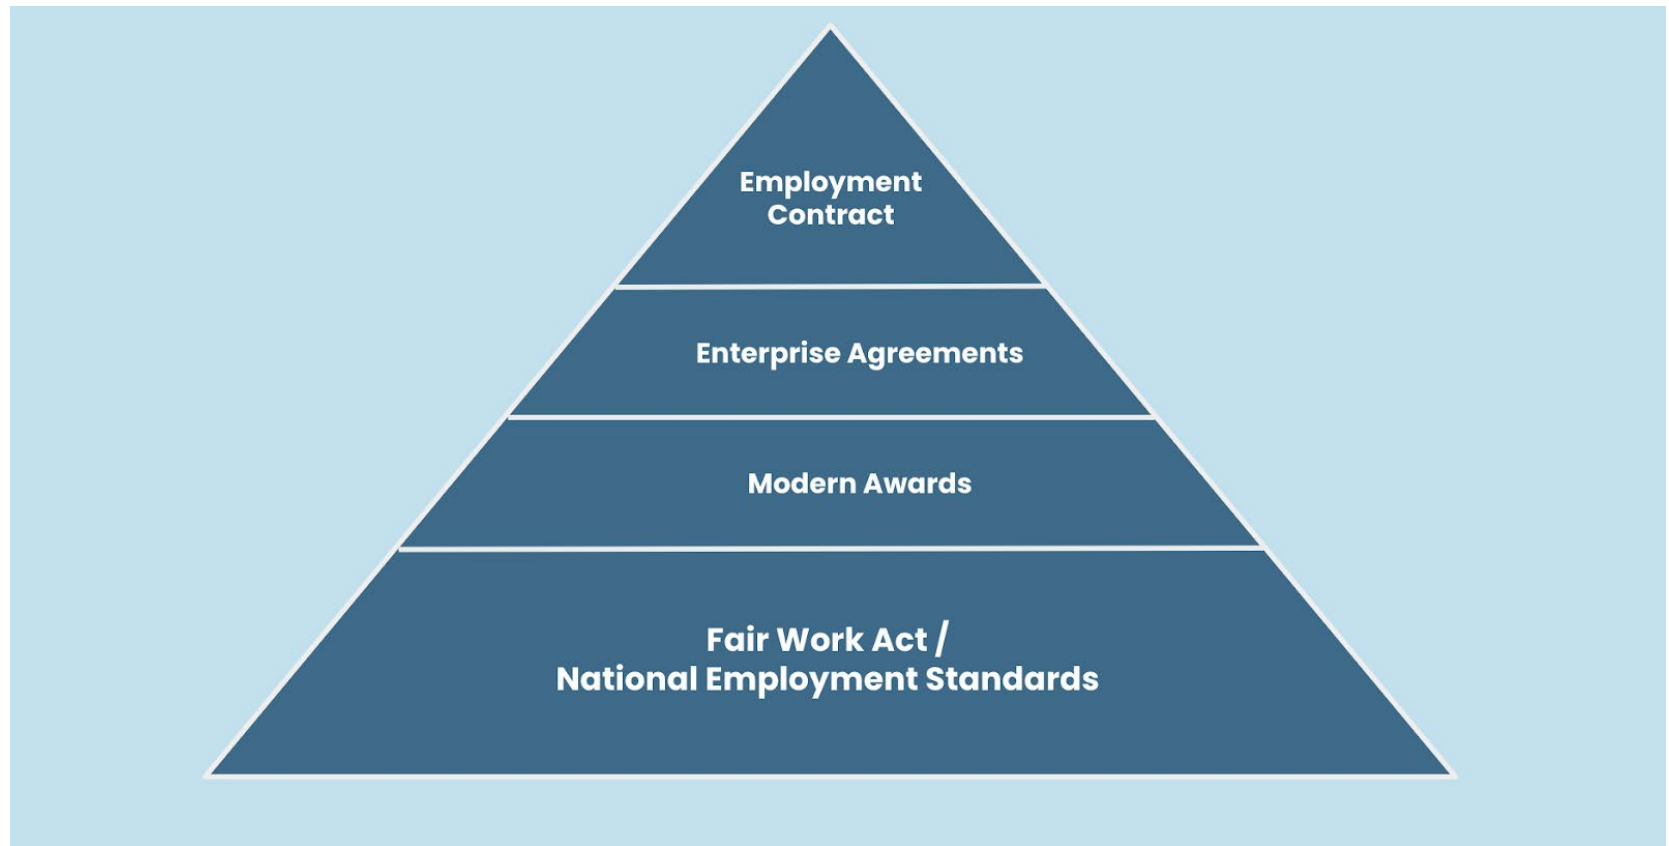 Employment
Contract
Enterprise Agreements
Modern Awards
Fair Work Act /
National Employment Standards